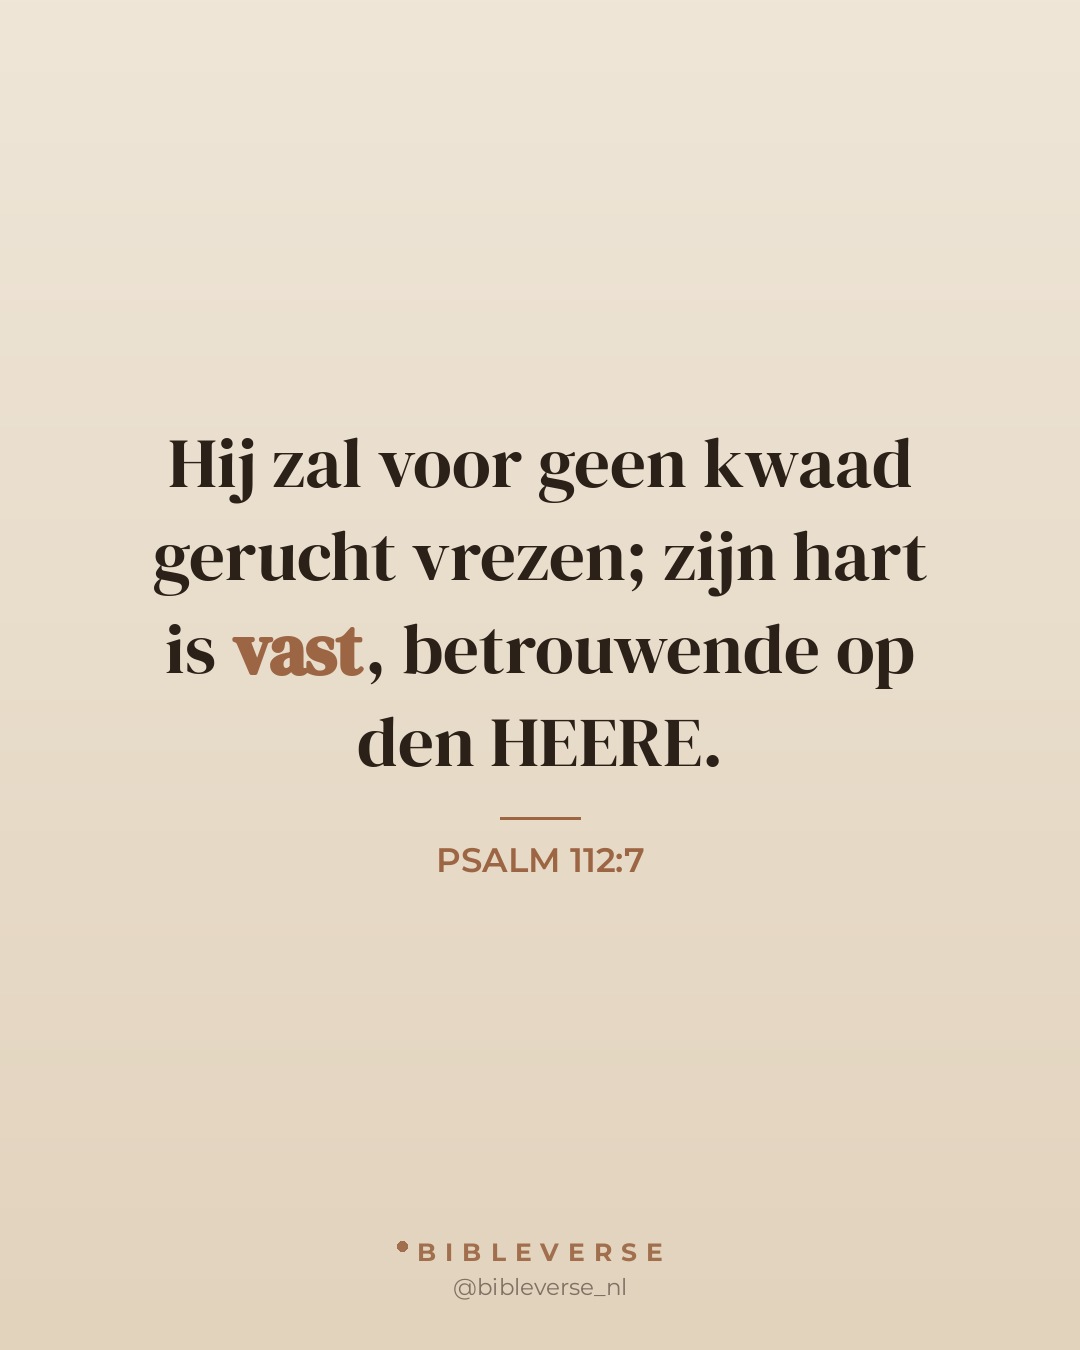 Hij zal voor geen kwaad
gerucht vrezen; zijn hart
is vast, betrouwende op
den HEERE.
PSALM 112:7
BIBLEVERSE
@bibleverse_nl